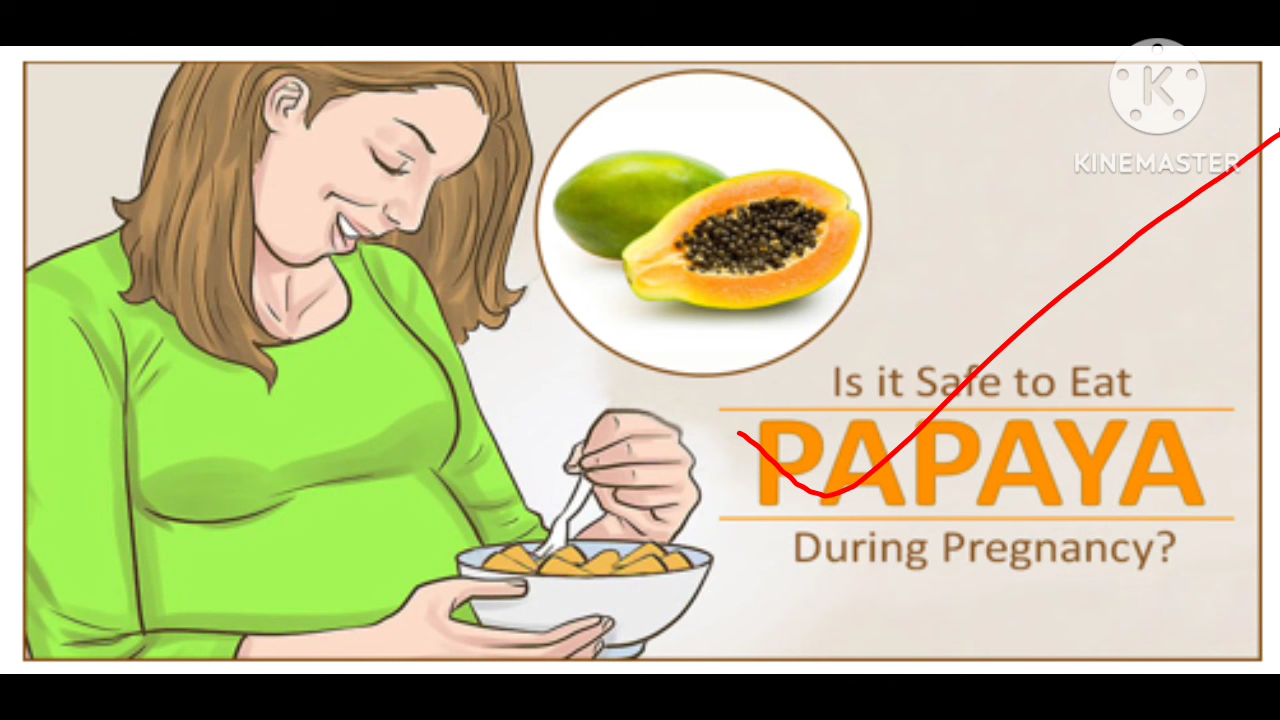 K
KINEMASTER
Is it Safe to Eat
PAPAYA
During Pregnancy?